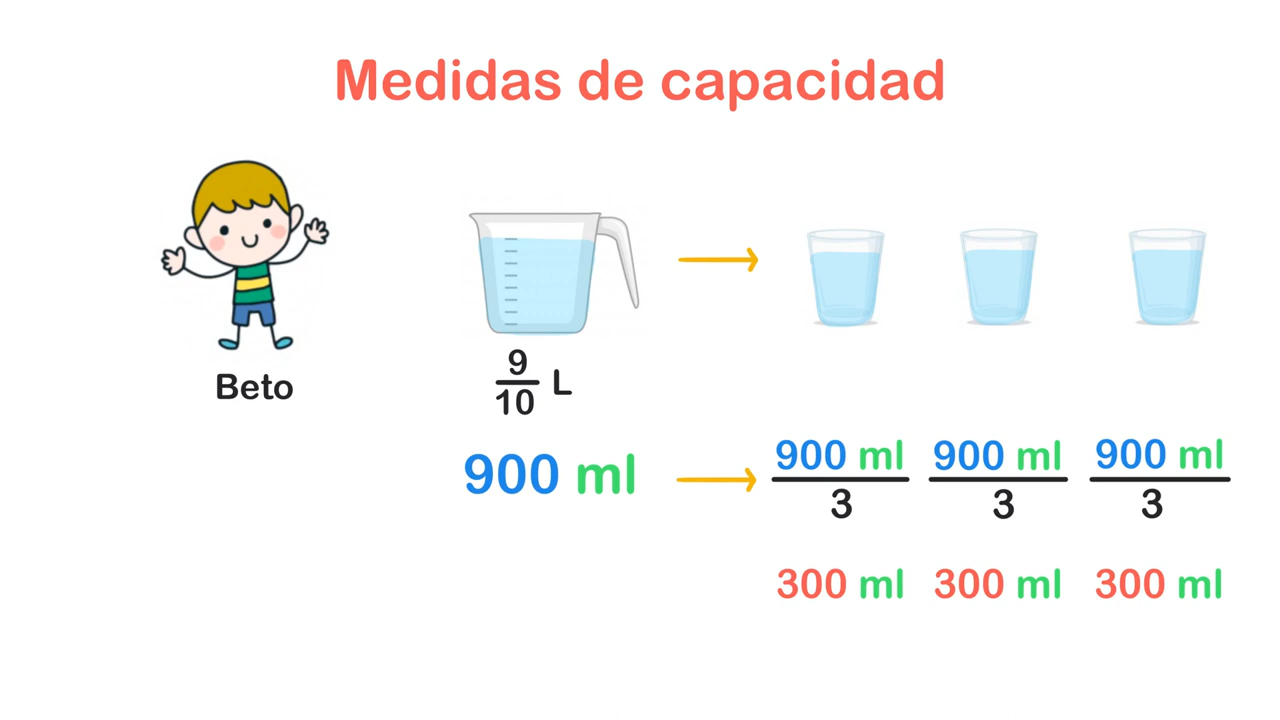 Medidas de capacidad
Beto
9
10 L
900 ml
900 ml 900 ml 900 ml
3 3 3
300 ml 300 ml 300 ml